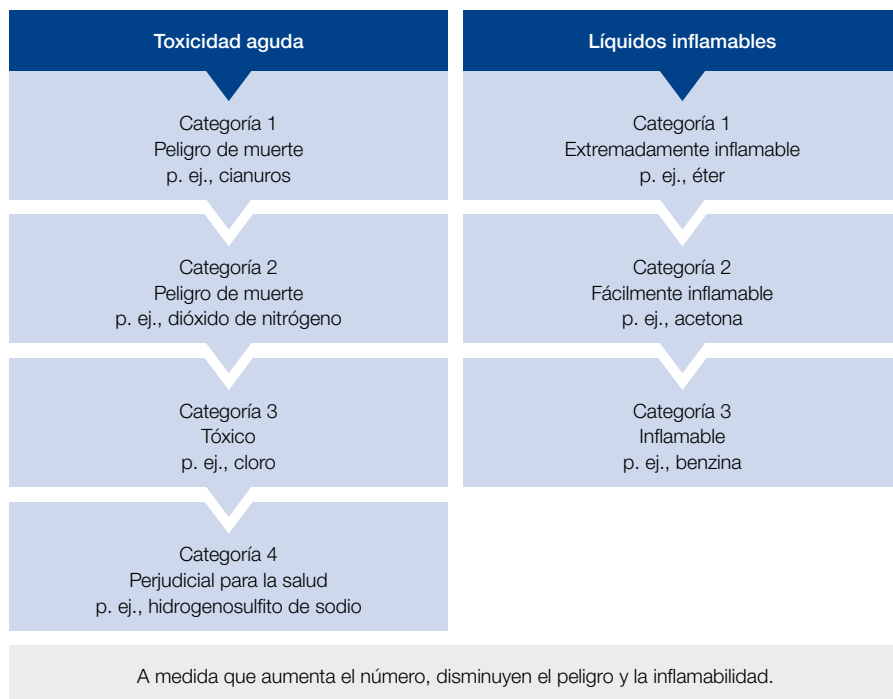 Toxicidad aguda
Categoría 1
Peligro de muerte
p. ej., cianuros
Categoría 2
Peligro de muerte
p. ej., dióxido de nitrógeno
Categoría 3
Tóxico
p. ej., cloro
Categoría 4
Perjudicial para la salud
p. ej., hidrogenosulfito de sodio
Líquidos inflamables
Categoría 1
Extremadamente inflamable
p. ej., éter
Categoría 2
Fácilmente inflamable
p. ej., acetona
Categoría 3
Inflamable
p. ej., benzina
A medida que aumenta el número, disminuyen el peligro y la inflamabilidad.